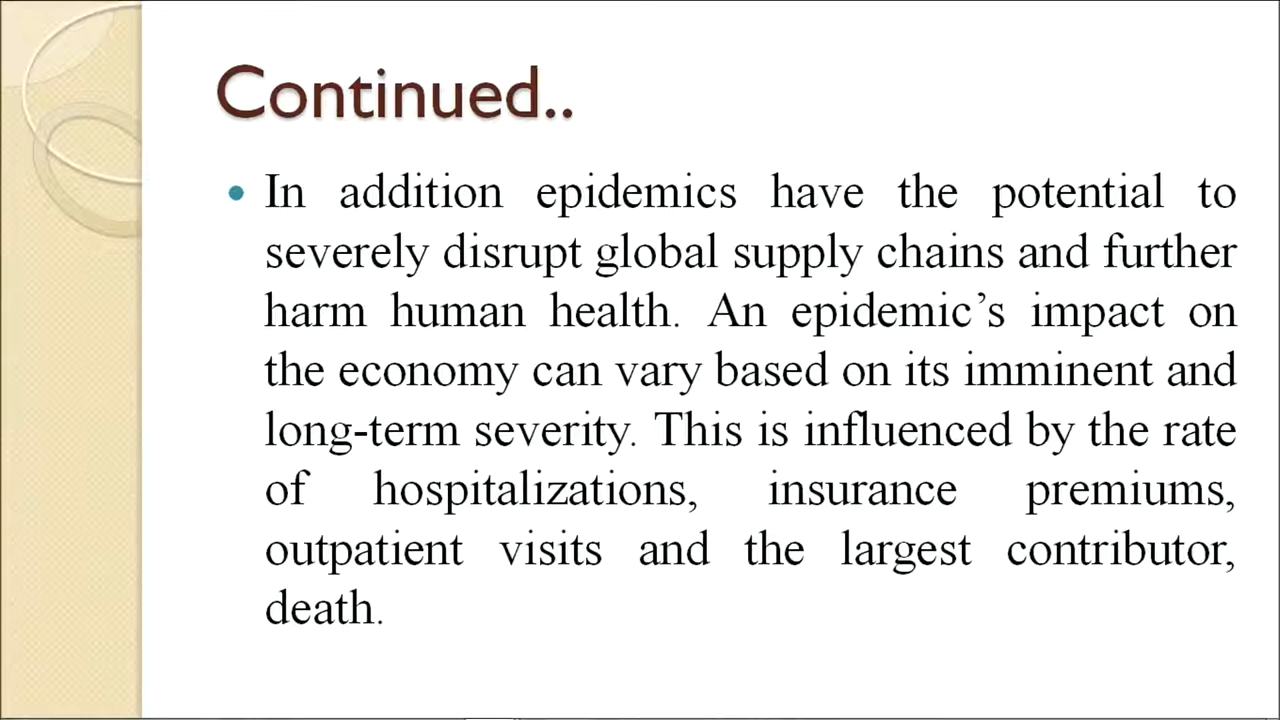 Continued..
• In addition epidemics have the potential to
severely disrupt global supply chains and further
harm human health. An epidemic’s impact on
the economy can vary based on its imminent and
long-term severity. This is influenced by the rate
of hospitalizations, insurance premiums,
outpatient visits and the largest contributor,
death.